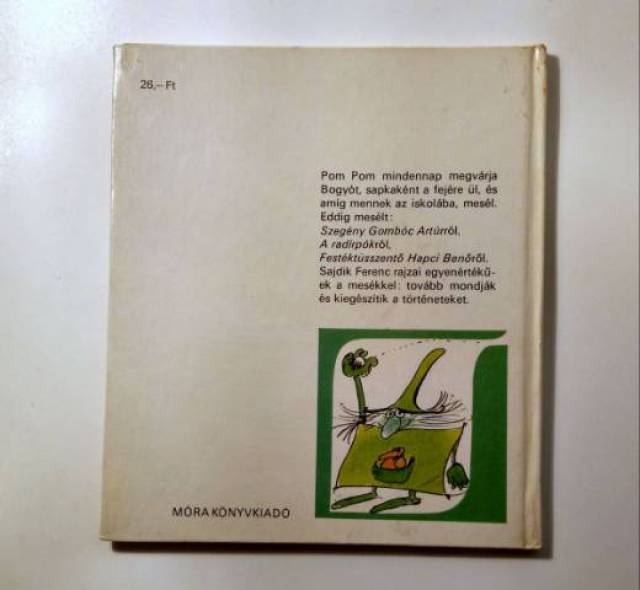 26,— Ft
Pom Pom mindennap megvárja
Bogyót, sapkaként a fejére ül, és
amíg mennek az iskolába, mesél.
Eddig mesélt:
Szegény Gombóc Artúrról,
A radírpókról,
Festéktüsszentő Hapci Benőről.
Sajdik Ferenc rajzai egyenértékű-
ek a mesékkel: tovább mondják
és kiegészítik a történeteket.
MÓRA KÖNYVKIADÓ